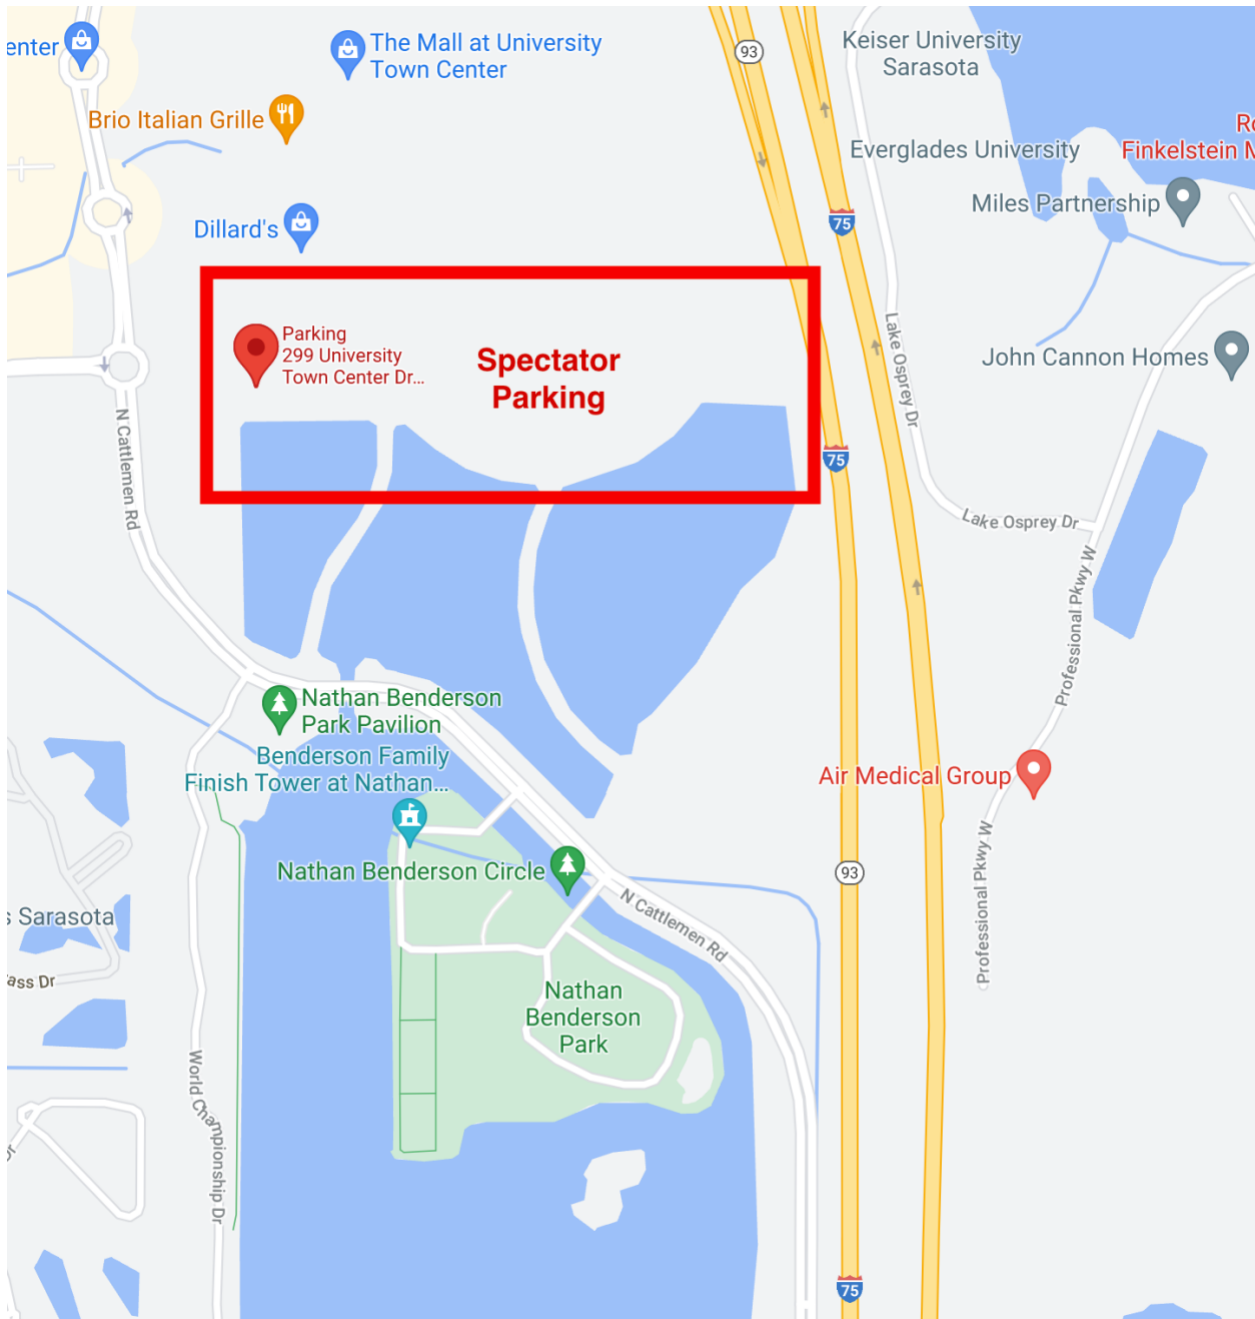 enter
The Mall at University
Town Center
93
Keiser University
Sarasota
Brio Italian Grille
Everglades University
Finkelstein
Miles Partnership
Dillard's
75
Parking
299 University
Town Center Dr...
Spectator
Parking
Lake Osprey Dr
John Cannon Homes
N Cattlemen Rd
75
Lake Osprey Dr
Professional Pkwy W
Nathan Benderson
Park Pavilion
Benderson Family
Finish Tower at Nathan...
Air Medical Group
Nathan Benderson Circle
93
N Cattlemen Rd
s Sarasota
Professional Pkwy W
ass Dr
Nathan
Benderson
Park
World Championship Dr
Dr
75